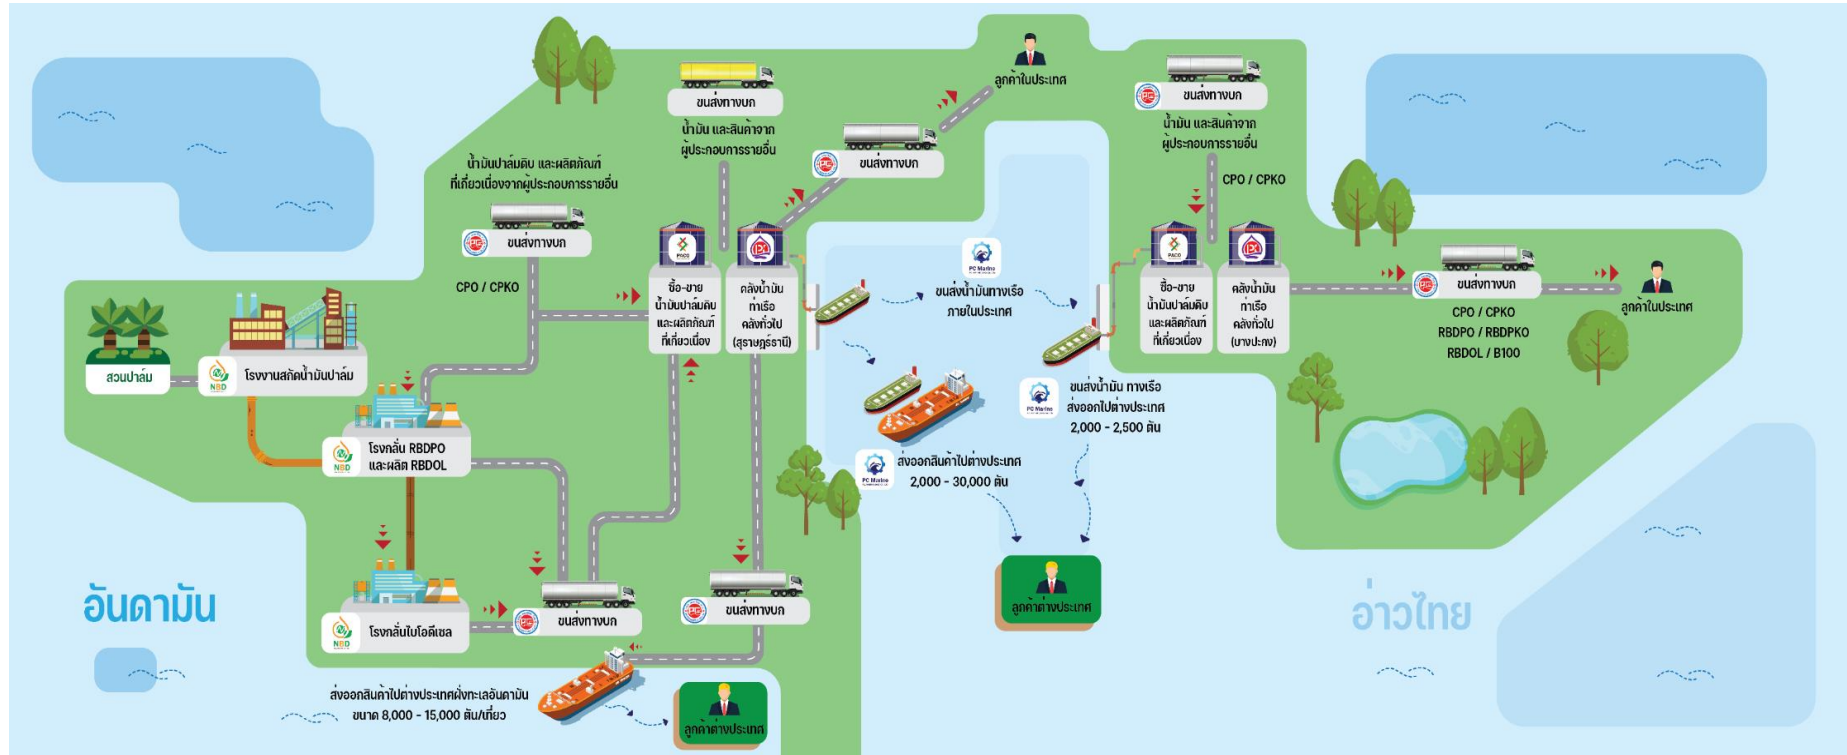 ลูกค้าในประเทศ
ขนส่งทางบก
น้ำมัน และสินค้าจาก
ผู้ประกอบการรายอื่น
PG
ขนส่งทางบก
PG
ขนส่งทางบก
น้ำมัน และสินค้าจาก
ผู้ประกอบการรายอื่น
CPO / CPKO
น้ำมันปาล์มดิบ และผลิตภัณฑ์
ที่เกี่ยวเนื่องจากผู้ประกอบการรายอื่น
PG
ขนส่งทางบก
CPO / CPKO
PACO
ซื้อ-ขาย
น้ำมันปาล์มดิบ
และผลิตภัณฑ์
ที่เกี่ยวเนื่อง
คลังน้ำมัน
ท่าเรือ
คลังทั่วไป
(สุราษฎร์ธานี)
PC Marine
ขนส่งน้ำมันทางเรือ
ภายในประเทศ
PACO
ซื้อ-ขาย
น้ำมันปาล์มดิบ
และผลิตภัณฑ์
ที่เกี่ยวเนื่อง
คลังน้ำมัน
ท่าเรือ
คลังทั่วไป
(บางปะกง)
PG
ขนส่งทางบก
CPO / CPKO
RBDPO / RBDPKO
RBDOL / B100
ลูกค้าในประเทศ
สวนปาล์ม
NBD
โรงงานสกัดน้ำมันปาล์ม
NBD
โรงกลั่น RBDPO
และผลิต RBDOL
PC Marine
ขนส่งน้ำมัน ทางเรือ
ส่งออกไปต่างประเทศ
2,000 - 2,500 ตัน
PC Marine
ส่งออกสินค้าไปต่างประเทศ
2,000 - 30,000 ตัน
ลูกค้าต่างประเทศ
อันดามัน
NBD
โรงกลั่นไบโอดีเซล
PG
ขนส่งทางบก
PG
ขนส่งทางบก
อ่าวไทย
ส่งออกสินค้าไปต่างประเทศฝั่งทะเลอันดามัน
ขนาด 8,000 - 15,000 ตัน/เที่ยว
ลูกค้าต่างประเทศ